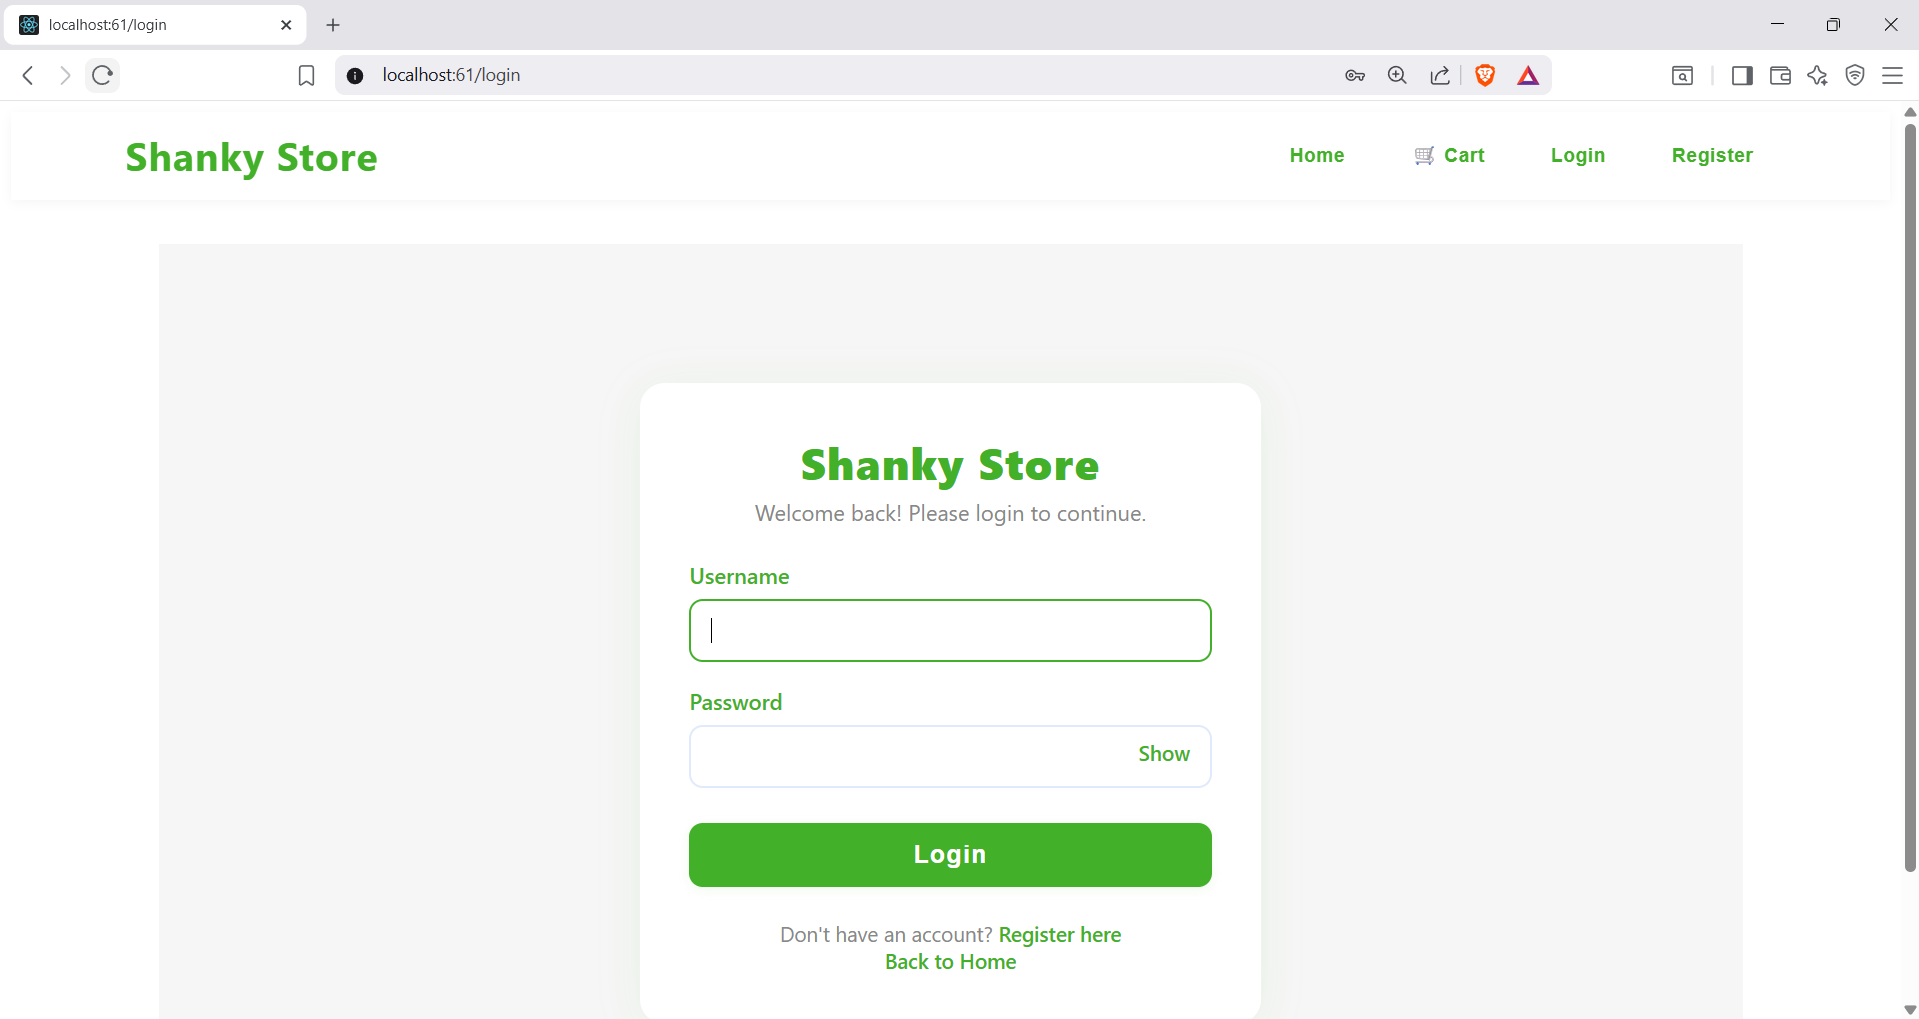 localhost:61/login
localhost:61/login
Shanky Store
Home
Cart
Login
Register
Shanky Store
Welcome back! Please login to continue.
Username
Password
Show
Login
Don't have an account? Register here
Back to Home